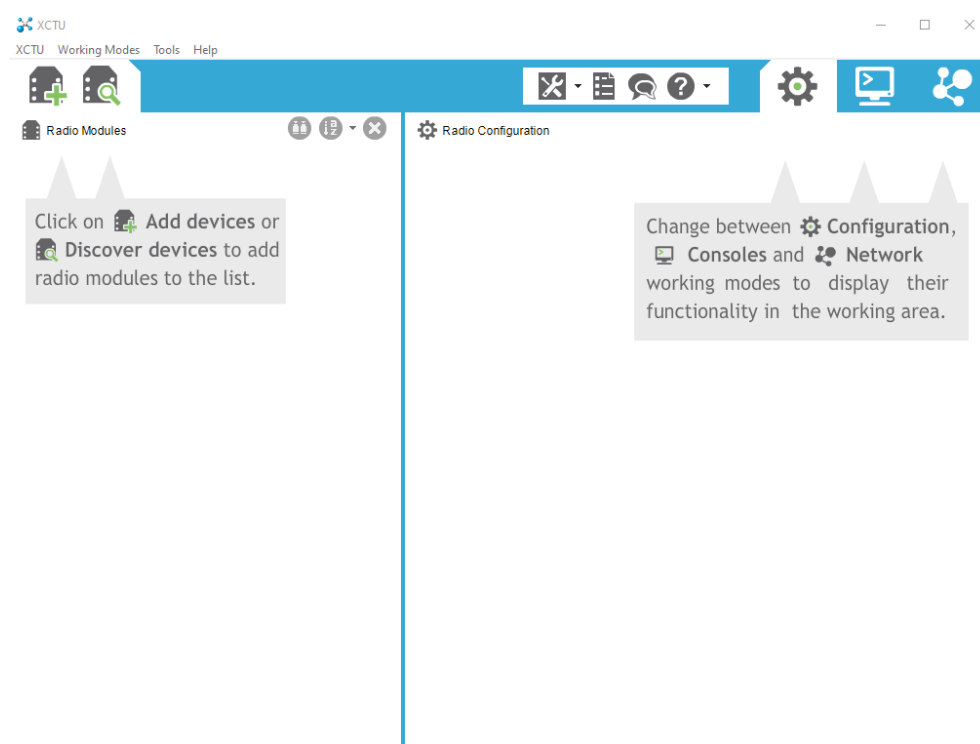 XCTU
XCTU Working Modes Tools Help
Radio Modules
Radio Configuration
Click on Add devices or
Discover devices to add
radio modules to the list.
Change between Configuration,
Consoles and Network
working modes to display their
functionality in the working area.